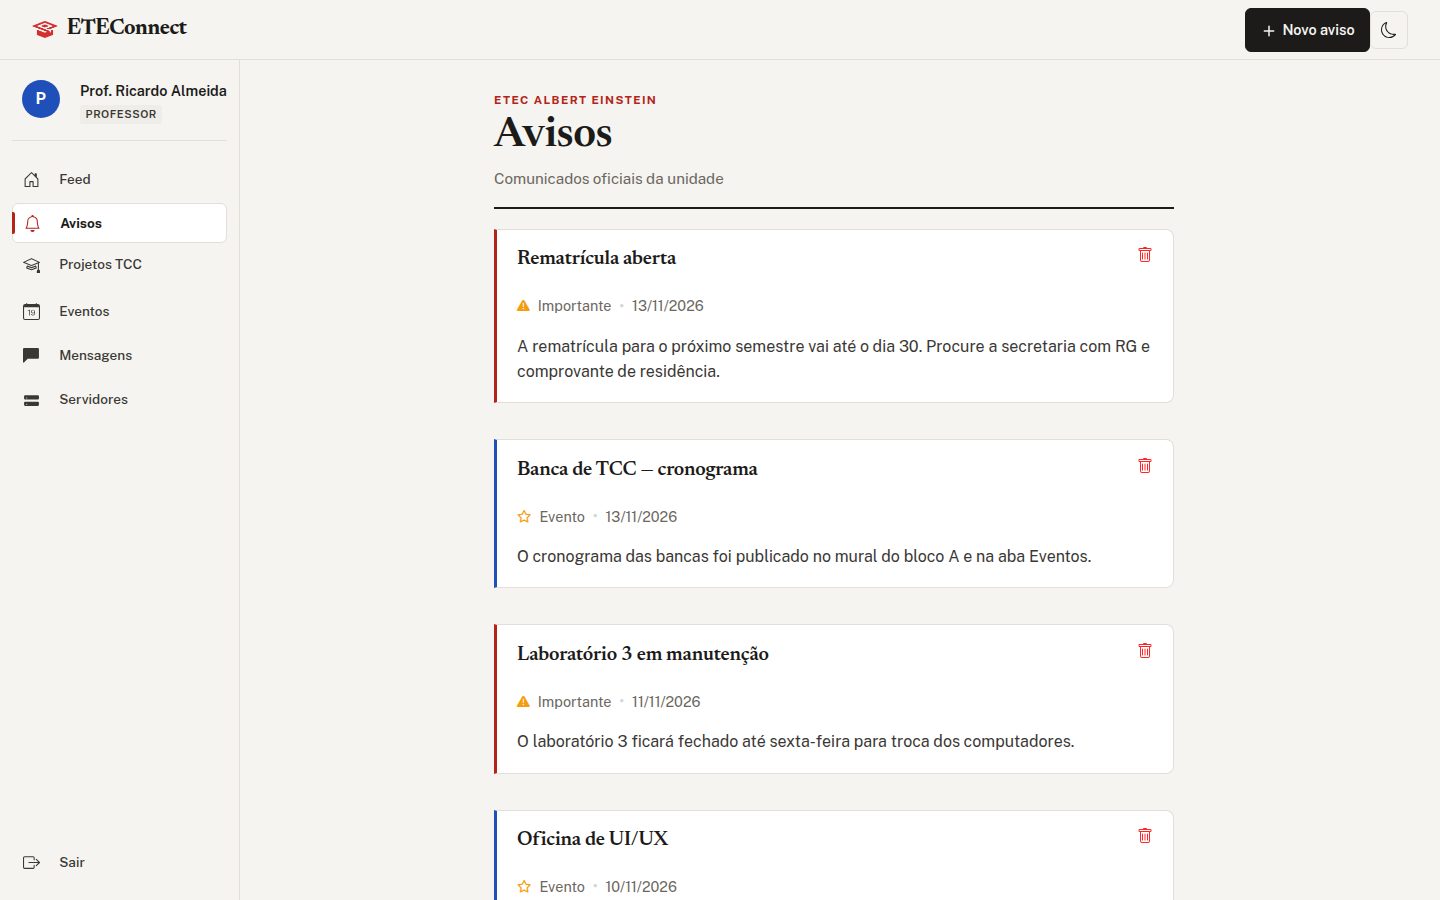 ETEConnect
+ Novo aviso
P
Prof. Ricardo Almeida
PROFESSOR
Feed
Avisos
Projetos TCC
19
Eventos
Mensagens
Servidores
Sair
ETEC ALBERT EINSTEIN
Avisos
Comunicados oficiais da unidade
Rematrícula aberta
Importante • 13/11/2026
A rematrícula para o próximo semestre vai até o dia 30. Procure a secretaria com RG e
comprovante de residência.
Banca de TCC – cronograma
Evento • 13/11/2026
O cronograma das bancas foi publicado no mural do bloco A e na aba Eventos.
Laboratório 3 em manutenção
Importante • 11/11/2026
O laboratório 3 ficará fechado até sexta-feira para troca dos computadores.
Oficina de UI/UX
Evento • 10/11/2026